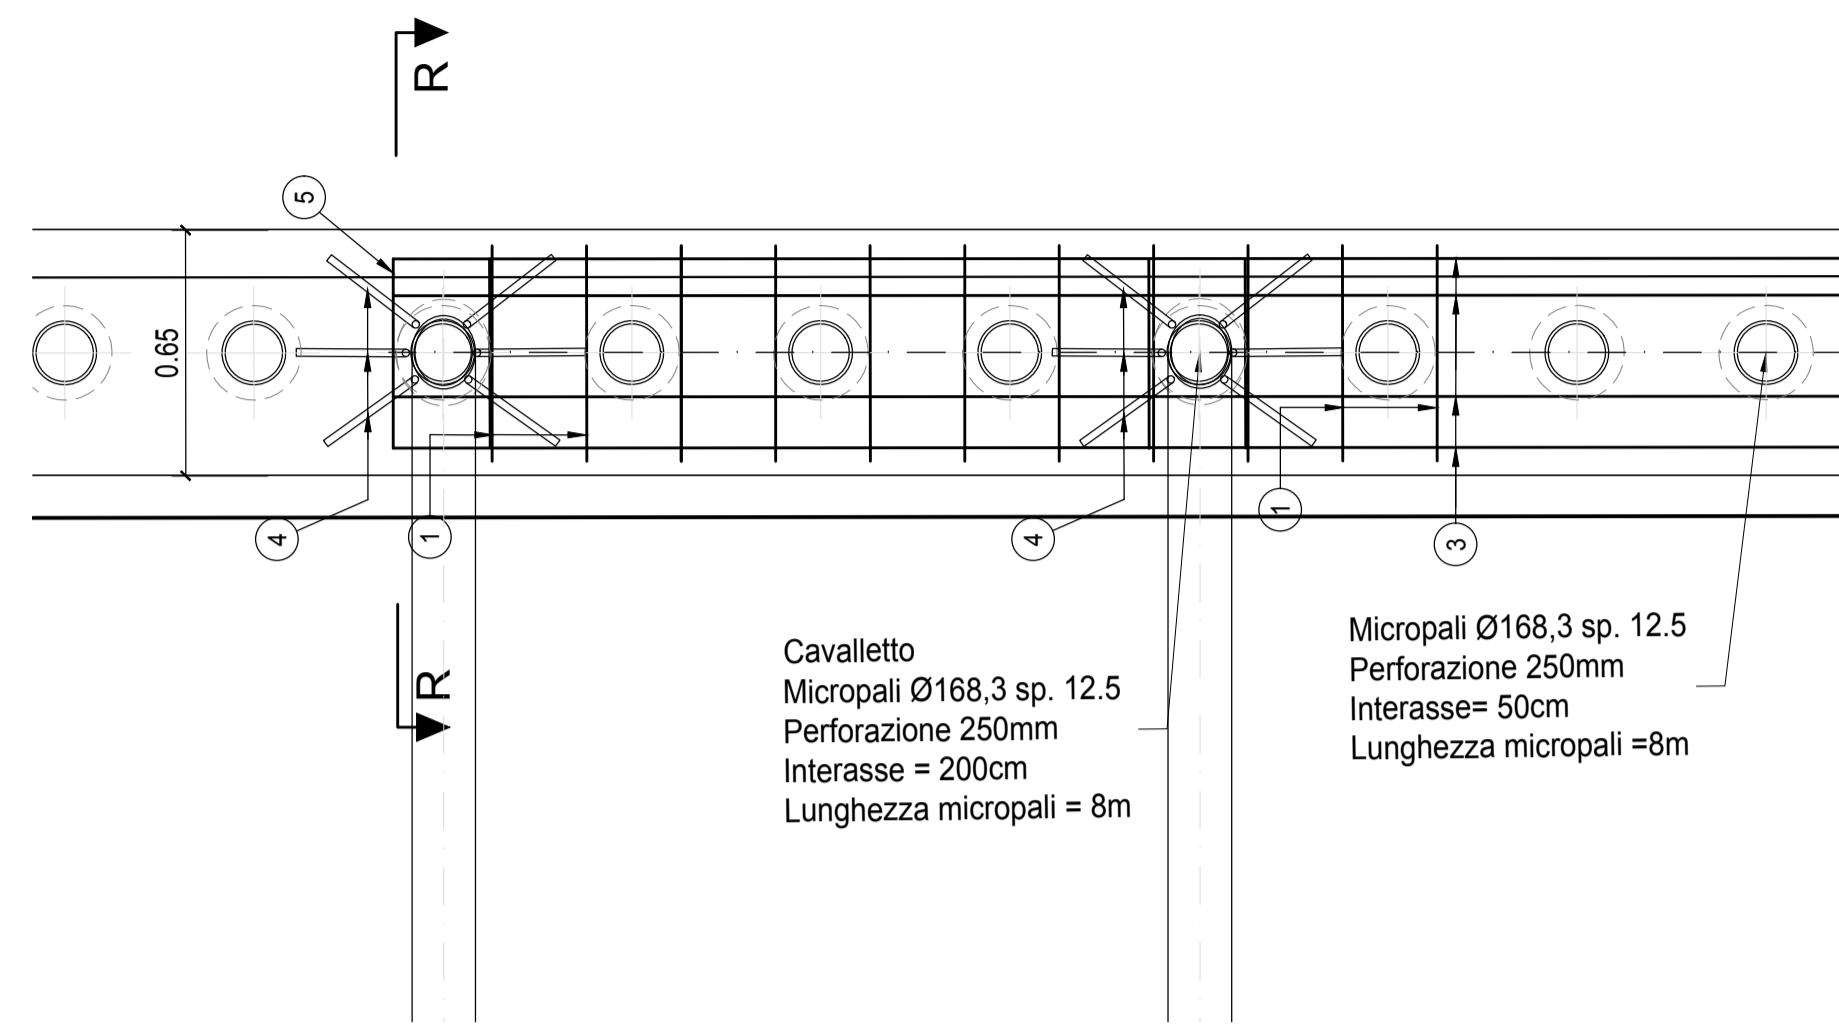 R
5
0.65
4
1
4
1
3
R
Cavalletto
Micropali Ø168,3 sp. 12.5
Perforazione 250mm
Interasse = 200cm
Lunghezza micropali = 8m
Micropali Ø168,3 sp. 12.5
Perforazione 250mm
Interasse= 50cm
Lunghezza micropali =8m